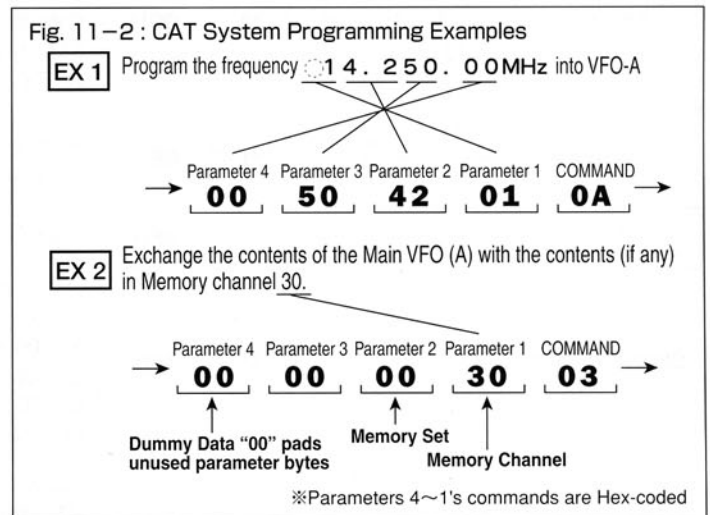 Fig. 11-2 : CAT System Programming Examples
EX 1 Program the frequency 14. 250. 00MHz into VFO-A
Parameter 4 Parameter 3 Parameter 2 Parameter 1 COMMAND
00 50 42 01 0A
EX 2 Exchange the contents of the Main VFO (A) with the contents (if any)
in Memory channel 30.
Parameter 4 Parameter 3 Parameter 2 Parameter 1 COMMAND
00 00 00 30 03
Dummy Data “00” pads
unused parameter bytes
Memory Set
Memory Channel
※Parameters 4～1's commands are Hex-coded